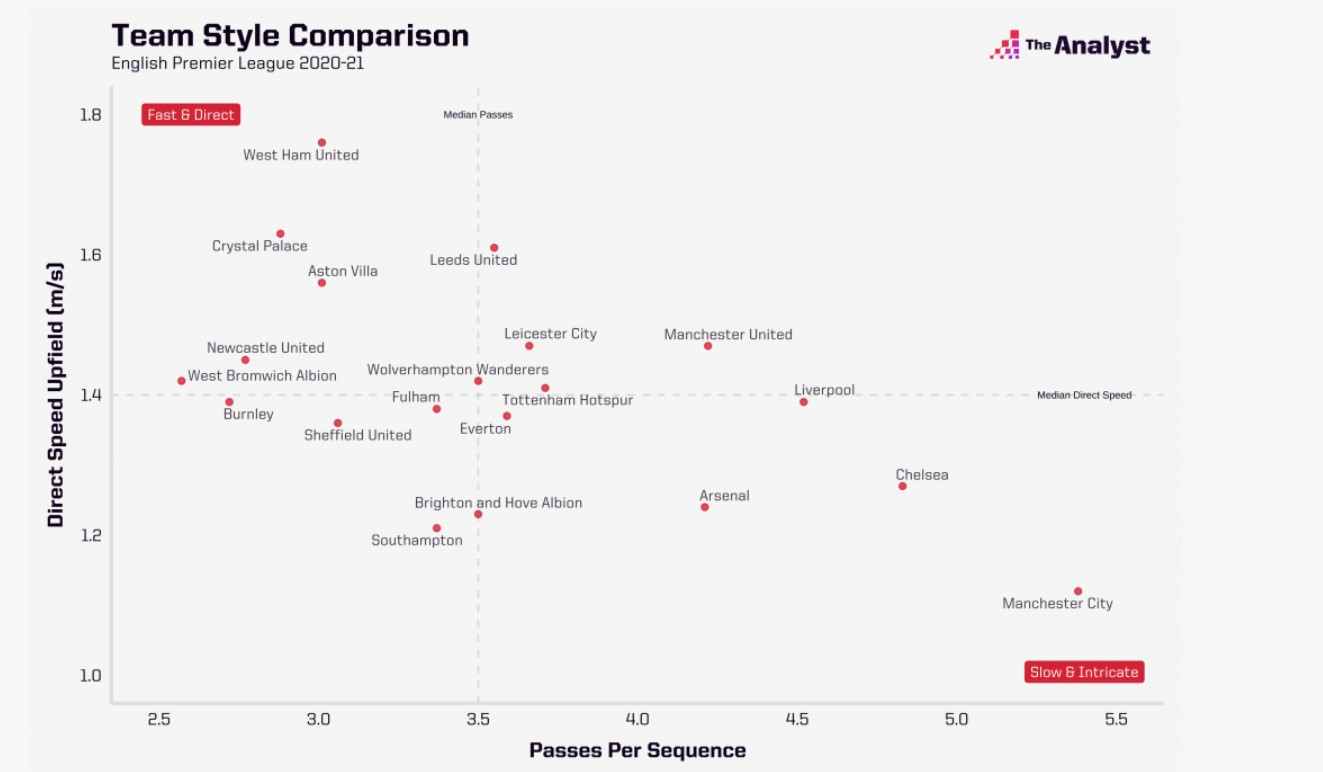 Team Style Comparison
English Premier League 2020-21
The Analyst
1.8
Fast & Direct
Median Passes
West Ham United
Crystal Palace
1.6
Leeds United
Aston Villa
Leicester City
Manchester United
Newcastle United
Wolverhampton Wanderers
West Bromwich Albion
1.4
Fulham
Tottenham Hotspur
Liverpool
Median Direct Speed
Burnley
Everton
Sheffield United
Chelsea
Arsenal
Brighton and Hove Albion
1.2
Southampton
Manchester City
1.0
Slow & Intricate
Direct Speed Upfield (m/s)
2.5 3.0 3.5 4.0 4.5 5.0 5.5
Passes Per Sequence